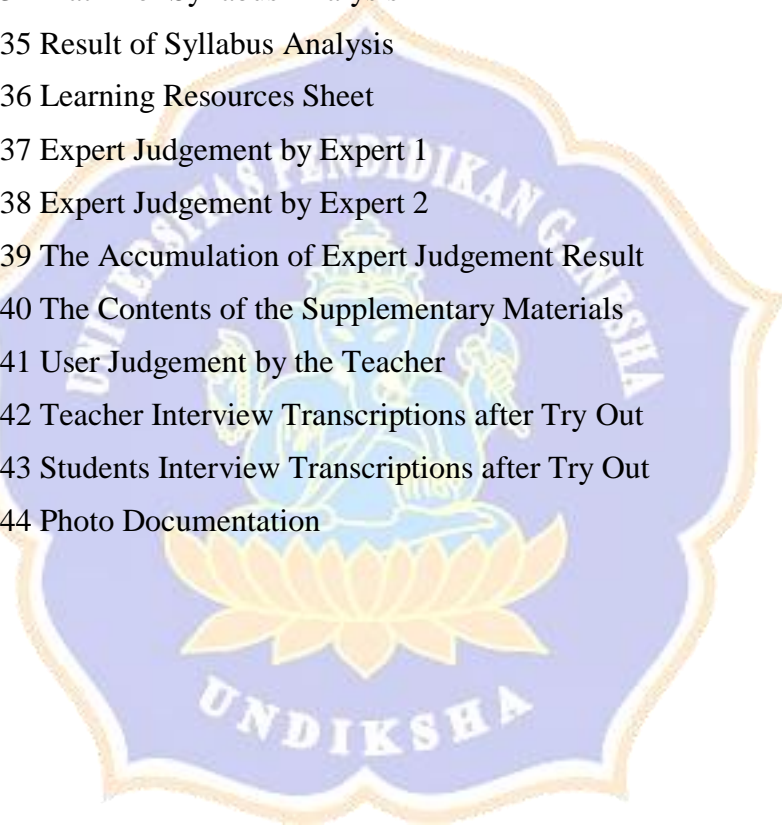 35 Result of Syllabus Analysis
36 Learning Resources Sheet
37 Expert Judgement by Expert 1
38 Expert Judgement by Expert 2
39 The Accumulation of Expert Judgement Result
40 The Contents of the Supplementary Materials
41 User Judgement by the Teacher
42 Teacher Interview Transcriptions after Try Out
43 Students Interview Transcriptions after Try Out
44 Photo Documentation
UNIVERSITAS PENDIDIKAN GANESHA
UNDIKSHA